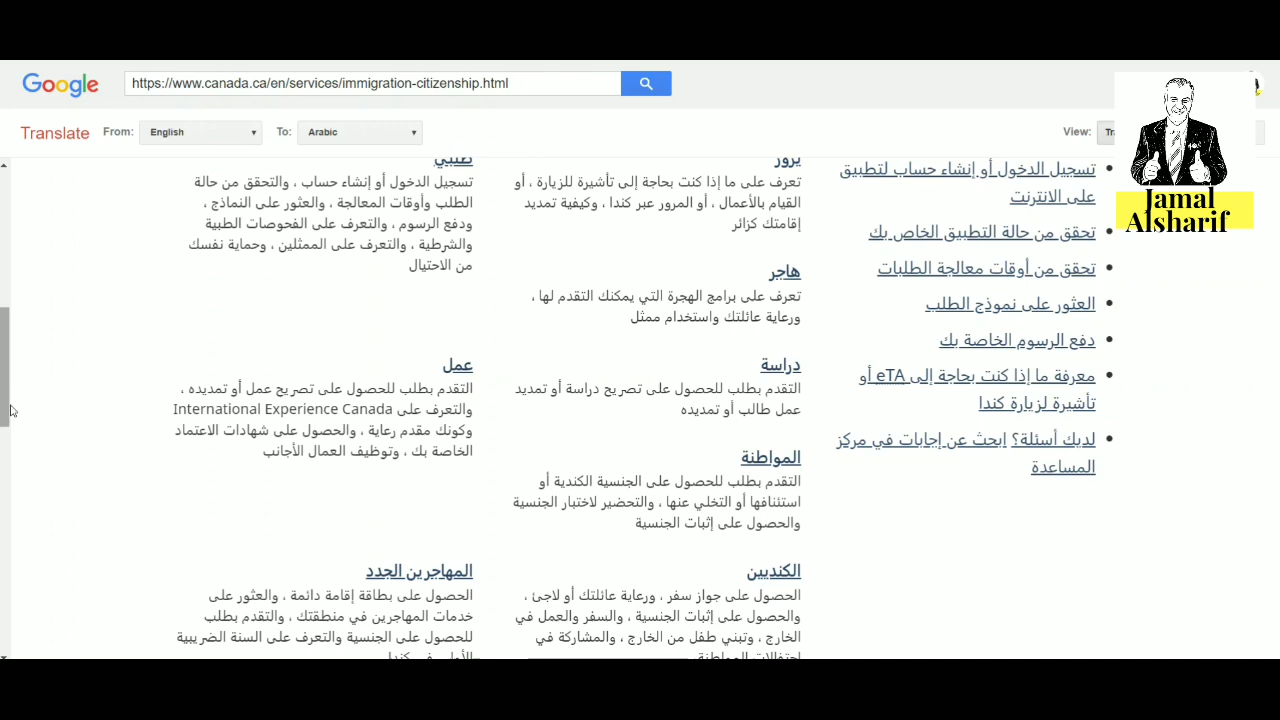 Google
https://www.canada.ca/en/services/immigration-citizenship.html
Translate From: English To: Arabic View:
Jamal
Alsharif
تسجيل الدخول أو إنشاء حساب لتطبيق
على الانترنت
تحقق من حالة التطبيق الخاص بك
تحقق من أوقات معالجة الطلبات
العثور على نموذج الطلب
دفع الرسوم الخاصة بك
معرفة ما إذا كنت بحاجة إلى eTA أو
تأشيرة لزيارة كندا
لديك أسئلة؟ ابحث عن إجابات في مركز
المساعدة
يزور
تعرف على ما إذا كنت بحاجة إلى تأشيرة للزيارة ، أو
القيام بالأعمال ، أو المرور عبر كندا ، وكيفية تمديد
إقامتك كزائر
طلبي
تسجيل الدخول أو إنشاء حساب ، والتحقق من حالة
الطلب وأوقات المعالجة ، والعثور على النماذج ،
ودفع الرسوم ، والتعرف على الفحوصات الطبية
والشرطية ، والتعرف على الممثلين ، وحماية نفسك
من الاحتيال
هاجر
تعرف على برامج الهجرة التي يمكنك التقدم لها ،
ورعاية عائلتك واستخدام ممثل
دراسة
التقدم بطلب للحصول على تصريح دراسة أو تمديد
عمل طالب أو تمديده
عمل
التقدم بطلب للحصول على تصريح عمل أو تمديده ،
والتعرف على International Experience Canada
وكونك مقدم رعاية ، والحصول على شهادات الاعتماد
الخاصة بك ، وتوظيف العمال الأجانب
المواطنة
التقدم بطلب للحصول على الجنسية الكندية أو
استئنافها أو التخلي عنها ، والتحضير لاختبار الجنسية
والحصول على إثبات الجنسية
الكنديين
الحصول على جواز سفر ، ورعاية عائلتك أو لاجئ ،
والحصول على إثبات الجنسية ، والسفر والعمل في
الخارج ، وتبني طفل من الخارج ، والمشاركة في
احتفالات المواطنة
المهاجرين الجدد
الحصول على بطاقة إقامة دائمة ، والعثور على
خدمات المهاجرين في منطقتك ، والتقدم بطلب
للحصول على الجنسية والتعرف على السنة الضريبية
الأولى في كندا